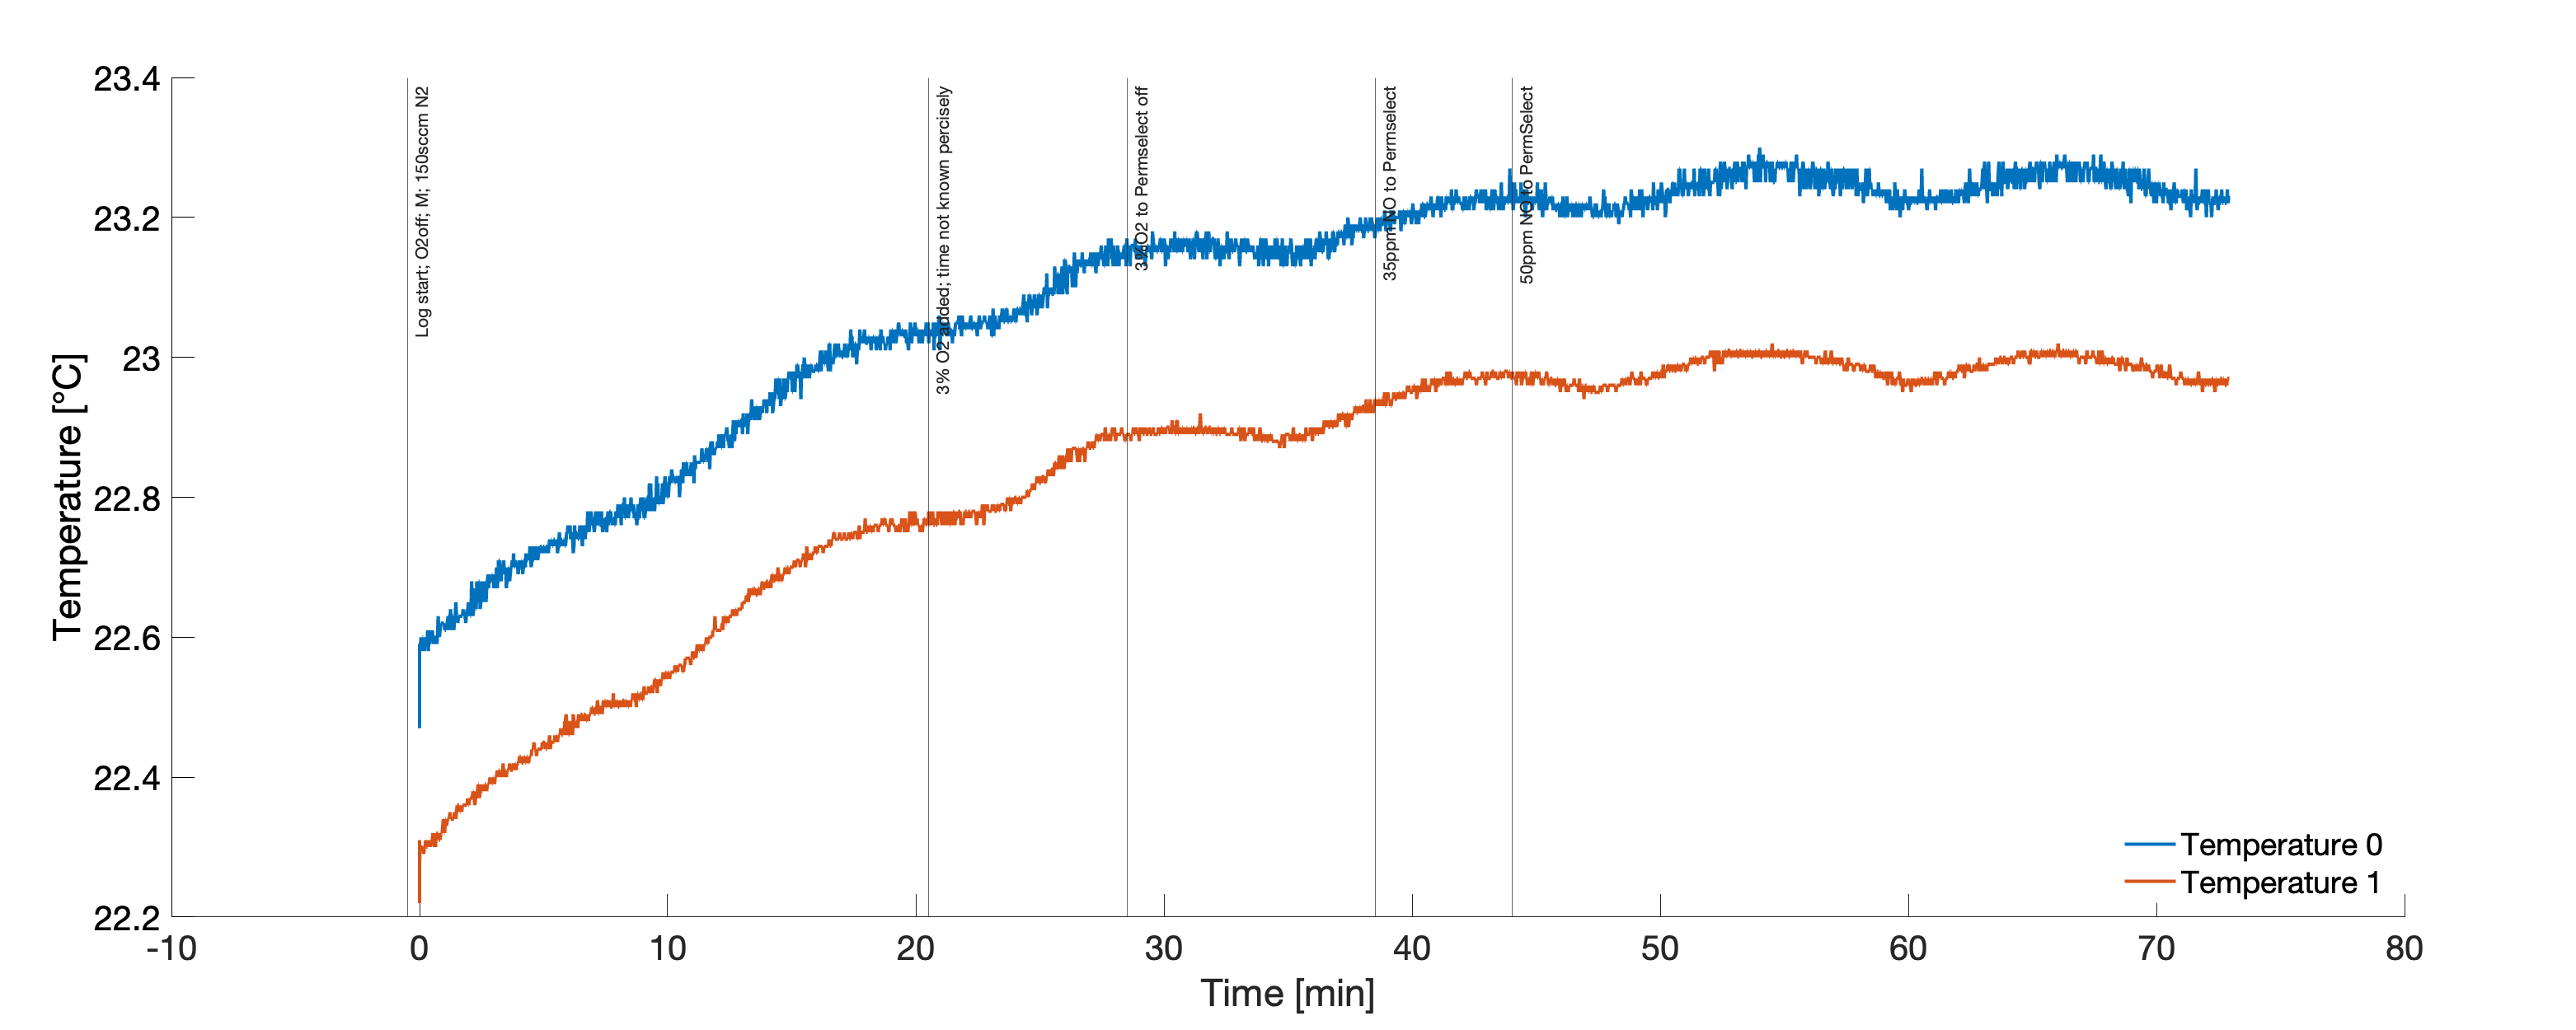 23.4
23.2
23
22.8
22.6
22.4
22.2
Temperature [°C]
Log start; O2off; M; 150sccm N2
3% O2 added; time not known percisely
3%O2 to Permselect off
35ppm NO to Permselect
50ppm NO to PermSelect
Temperature 0
Temperature 1
-10 0 10 20 30 40 50 60 70 80
Time [min]